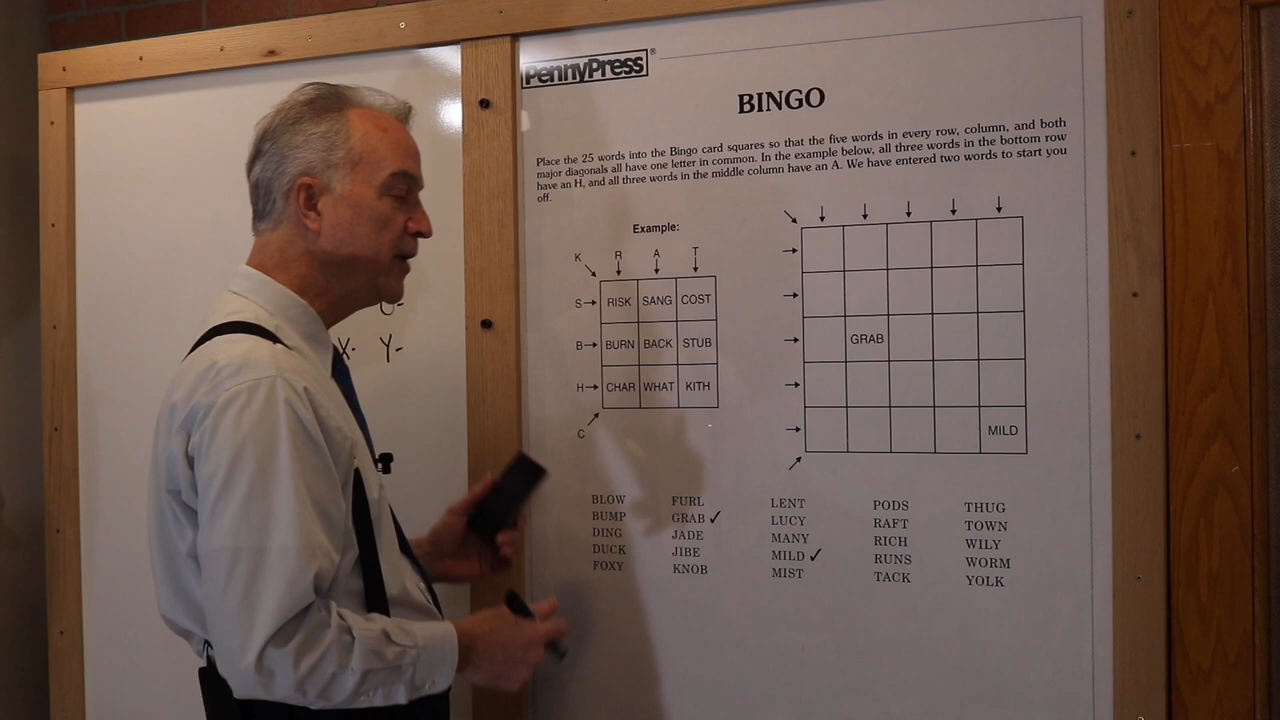 PennyPress®
BINGO
Place the 25 words into the Bingo card squares so that the five words in every row, column, and both
major diagonals all have one letter in common. In the example below, all three words in the bottom row
have an H, and all three words in the middle column have an A. We have entered two words to start you
off.
Example:
K R A T
S→ RISK SANG COST
B→ BURN BACK STUB
H→ CHAR WHAT KITH
C
GRAB
MILD
X- Y-
BLOW FURL LENT PODS THUG
BUMP GRAB ✓ LUCY RAFT TOWN
DING JADE MANY RICH WILY
DUCK JIBE MILD ✓ RUNS WORM
FOXY KNOB MIST TACK YOLK